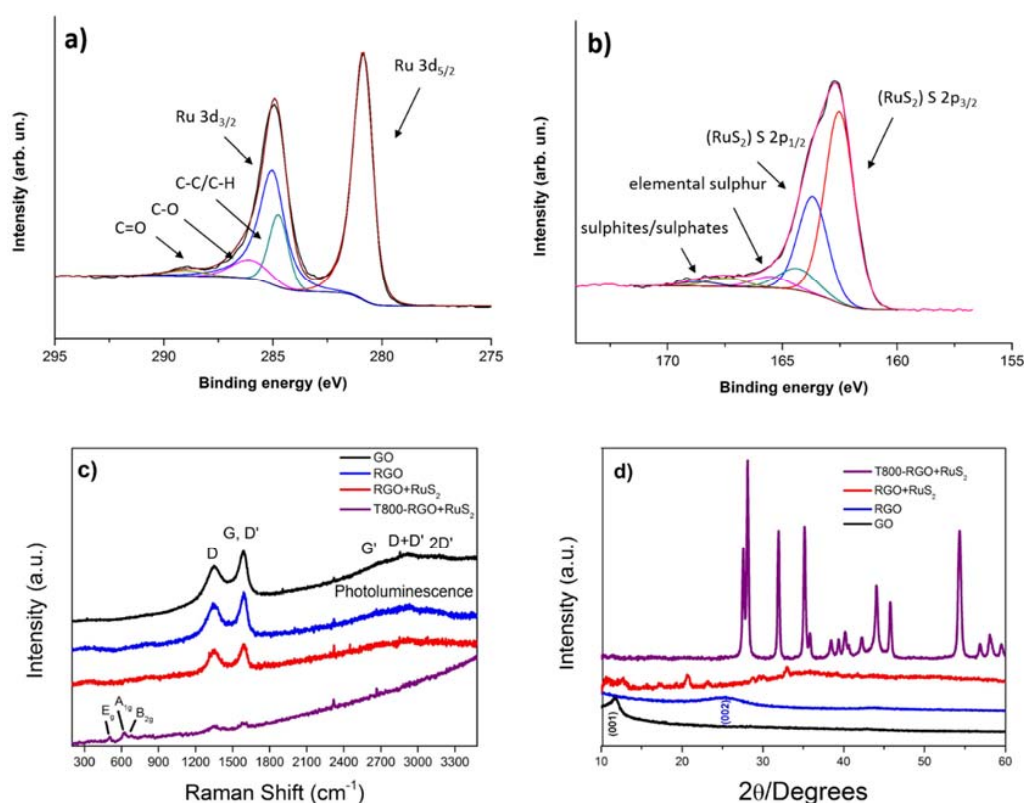 a)
Ru 3d5/2
Ru 3d3/2
C-C/C-H
C-O
C=O
Intensity (arb. un.)
295 290 285 280 275
Binding energy (eV)
b)
(RuS2) S 2p3/2
(RuS2) S 2p1/2
elemental sulphur
sulphites/sulphates
Intensity (arb. un.)
170 165 160 155
Binding energy (eV)
c)
GO
RGO
RGO+RuS2
T800-RGO+RuS2
D
G, D'
G'
D+D'
2D'
Photoluminescence
Eg
A1g
B2g
Intensity (a.u.)
300 600 900 1200 1500 1800 2100 2400 2700 3000 3300
Raman Shift (cm-1)
d)
T800-RGO+RuS2
RGO+RuS2
RGO
GO
(001)
(002)
Intensity (a.u.)
10 20 30 40 50 60
2θ/Degrees